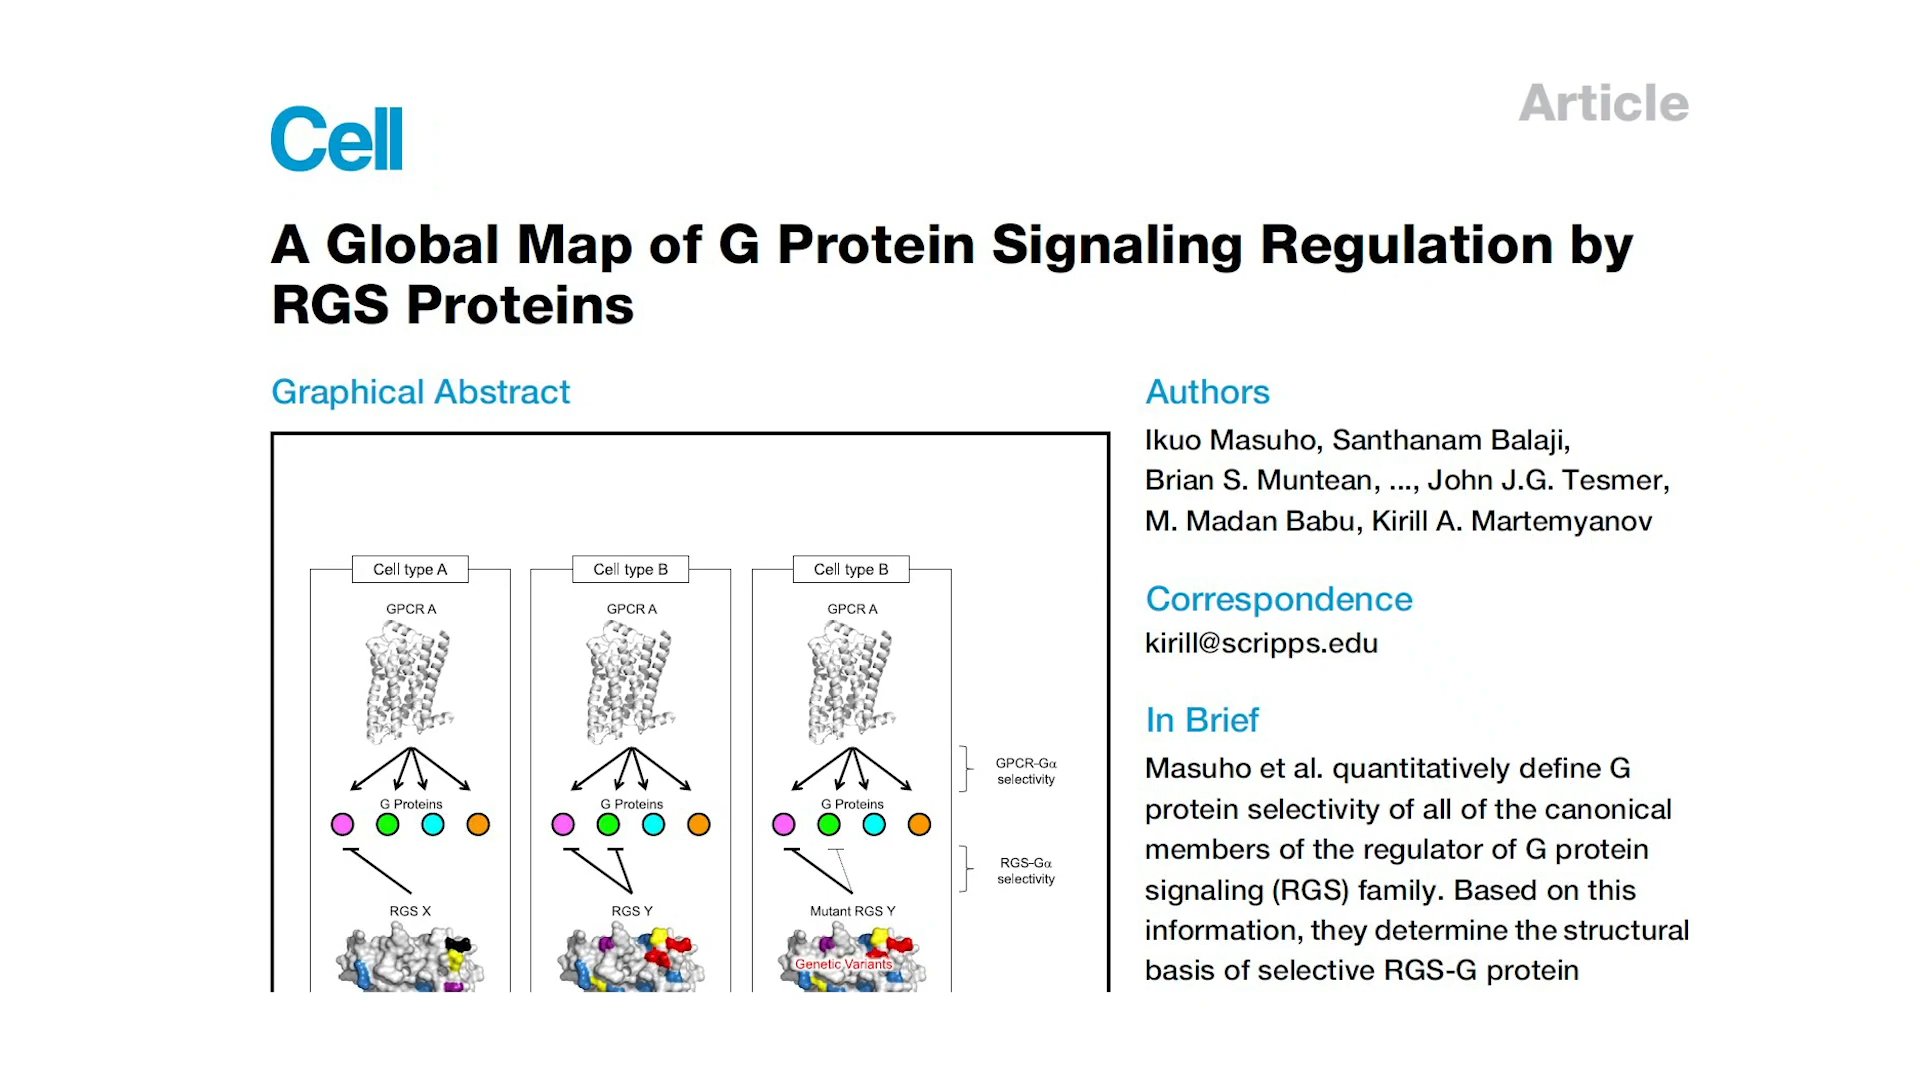 Cell
Article
A Global Map of G Protein Signaling Regulation by
RGS Proteins
Graphical Abstract
Cell type A
Cell type B
Cell type B
GPCR A
GPCR A
GPCR A
GPCR-Gα
selectivity
G Proteins
G Proteins
G Proteins
RGS-Gα
selectivity
RGS X
RGS Y
Mutant RGS Y
Genetic Variants
Authors
Ikuo Masuho, Santhanam Balaji,
Brian S. Muntean, ..., John J.G. Tesmer,
M. Madan Babu, Kirill A. Martemyanov
Correspondence
kirill@scripps.edu
In Brief
Masuho et al. quantitatively define G
protein selectivity of all of the canonical
members of the regulator of G protein
signaling (RGS) family. Based on this
information, they determine the structural
basis of selective RGS-G protein